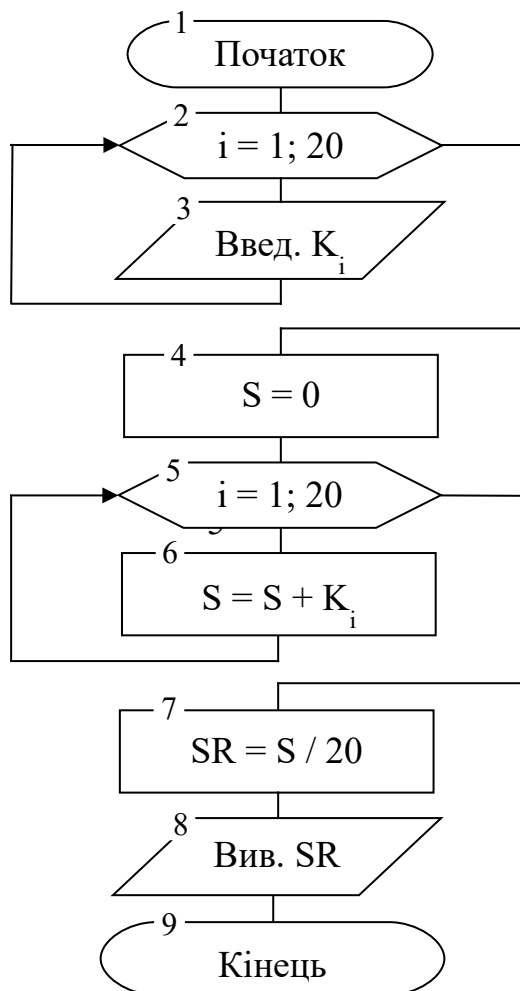 1
Початок
2
i = 1; 20
3
Введ. Ki
4
S = 0
5
i = 1; 20
6
S = S + Ki
7
SR = S / 20
8
Вив. SR
9
Кінець